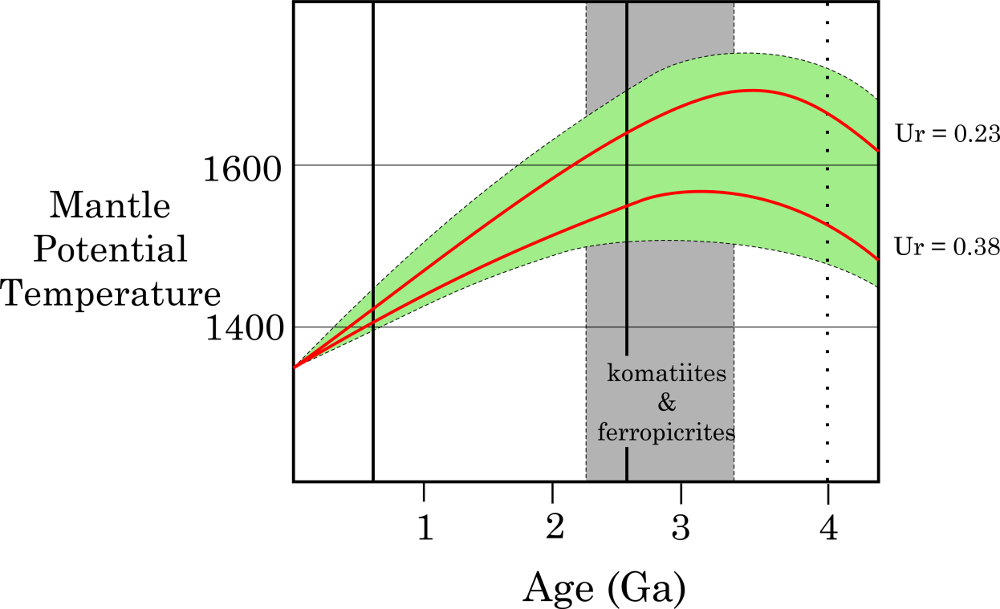 Ur = 0.23
1600
Mantle
Potential
Temperature
Ur = 0.38
1400
komatiites
&
ferropicrites
1 2 3 4
Age (Ga)